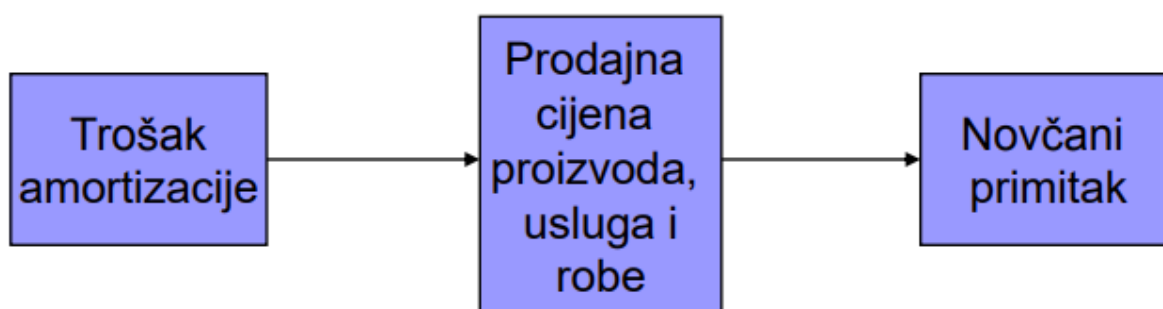 Trošak
amortizacije
Prodajna
cijena
proizvoda,
usluga i
robe
Novčani
primitak